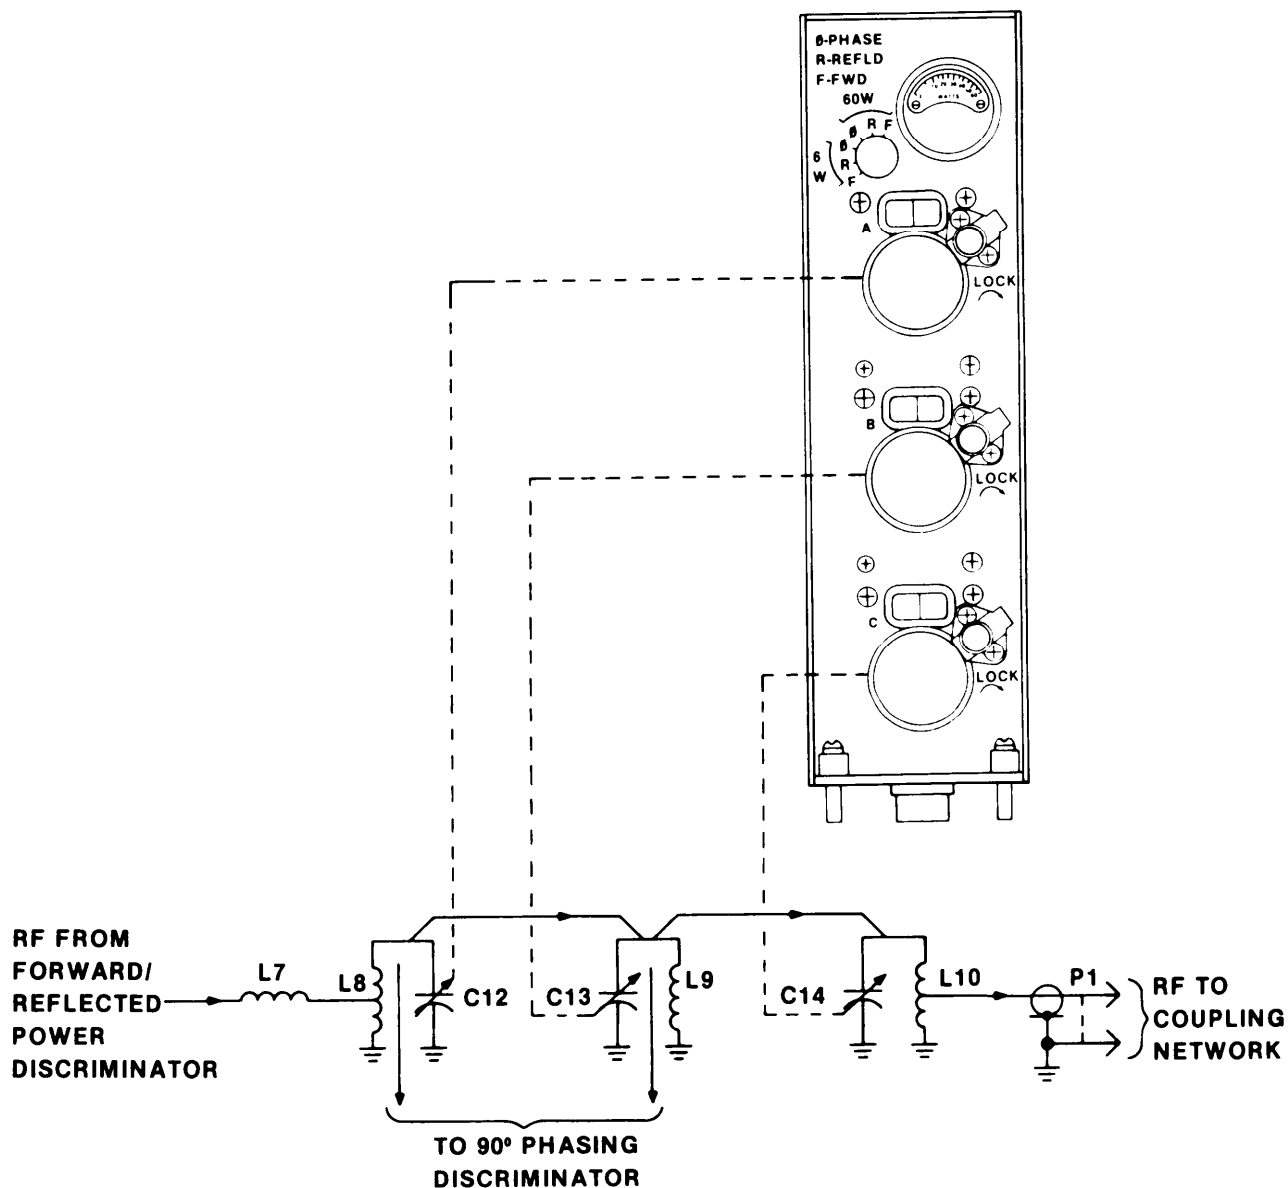 Ø-PHASE
R-REFLD
F-FWD
60W
Ø R F
6 Ø
W R
F
WATTS
A
LOCK
B
LOCK
C
LOCK
RF FROM
FORWARD/
REFLECTED
POWER
DISCRIMINATOR
L7
L8
C12
C13
L9
C14
L10
P1
RF TO
COUPLING
NETWORK
TO 90º PHASING
DISCRIMINATOR